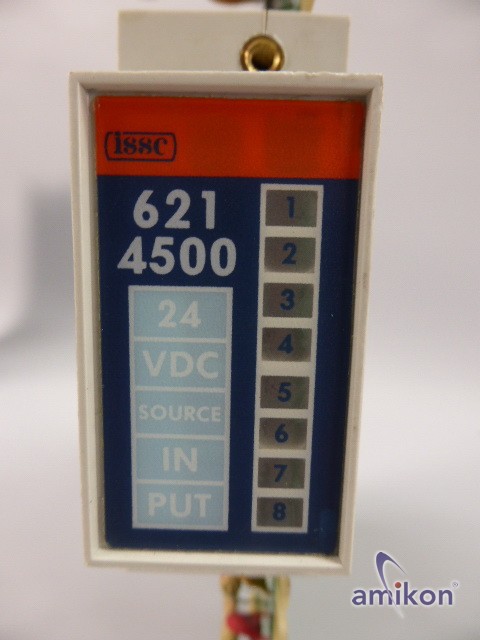 issc
621
4500
24
VDC
SOURCE
IN
PUT
1
2
3
4
5
6
7
8
amikon®